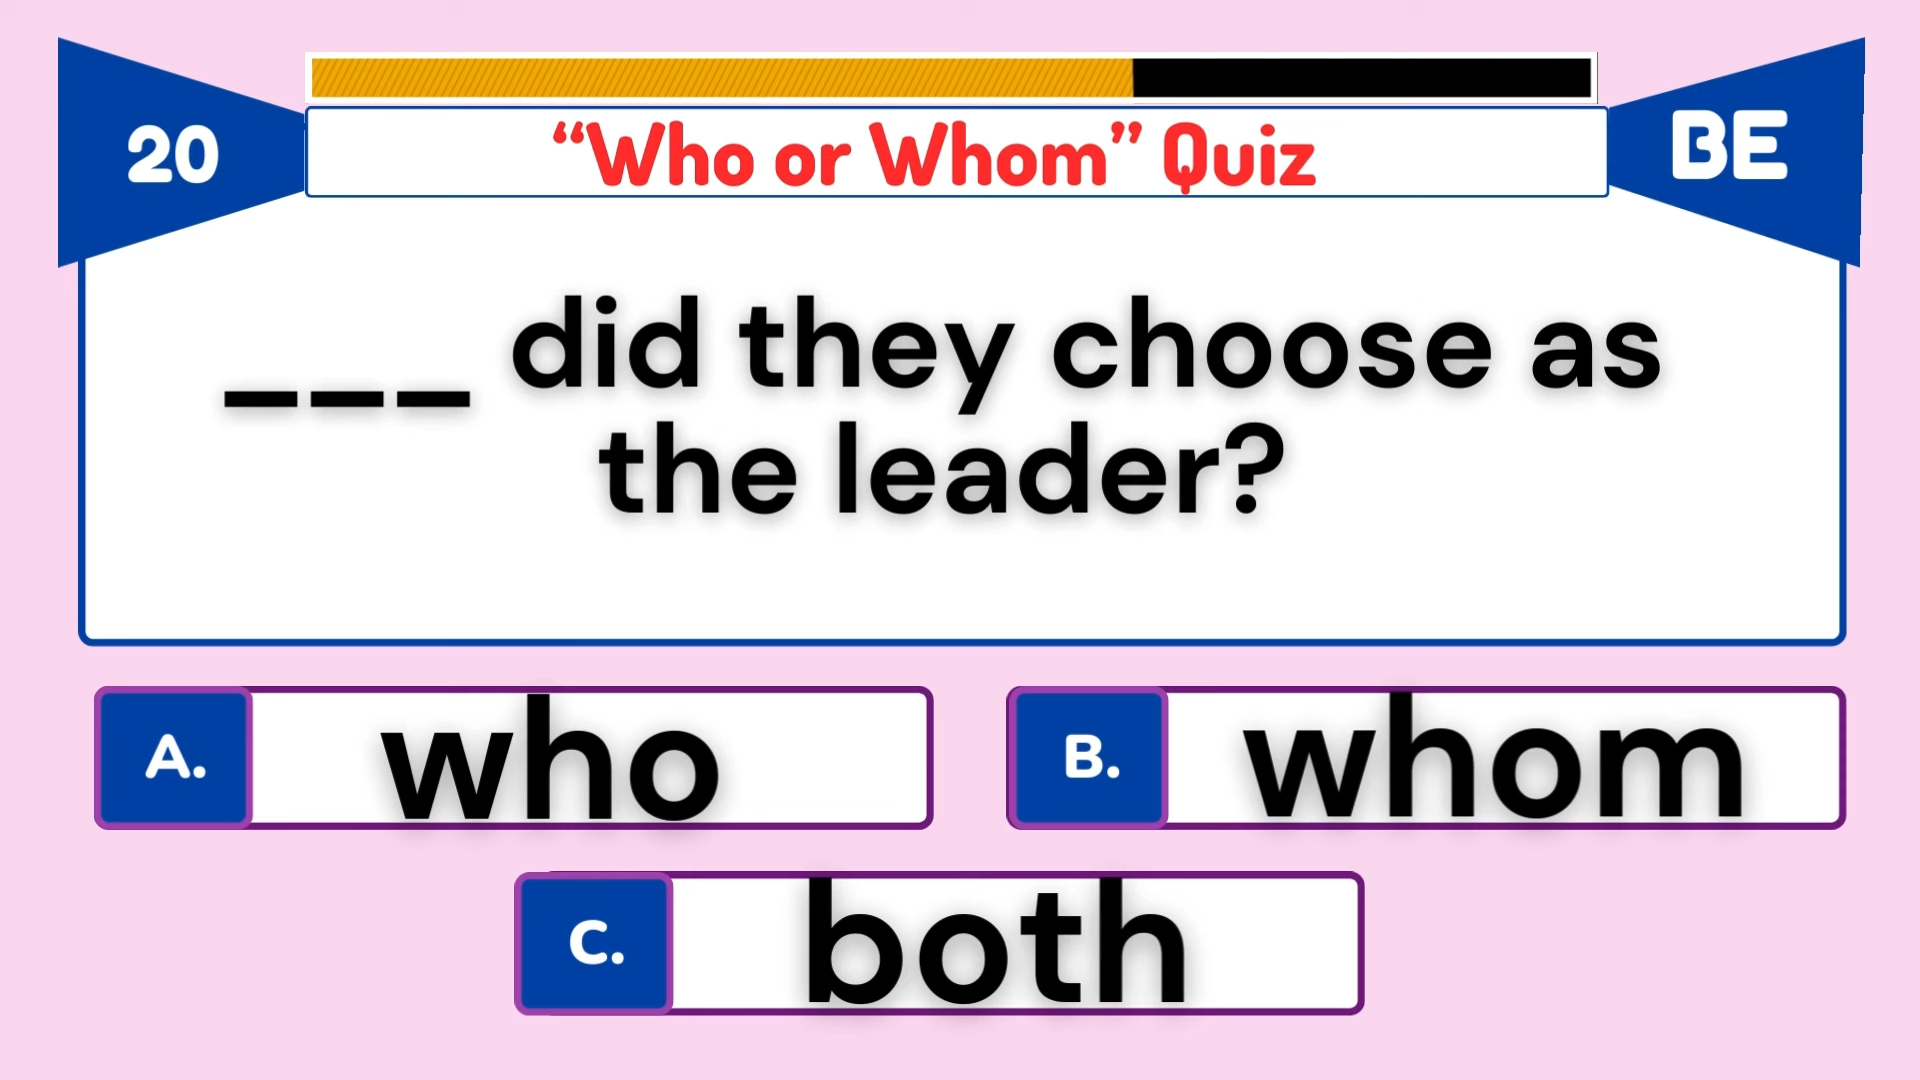 20
“Who or Whom” Quiz
BE
___ did they choose as
the leader?
A. who
B. whom
C. both